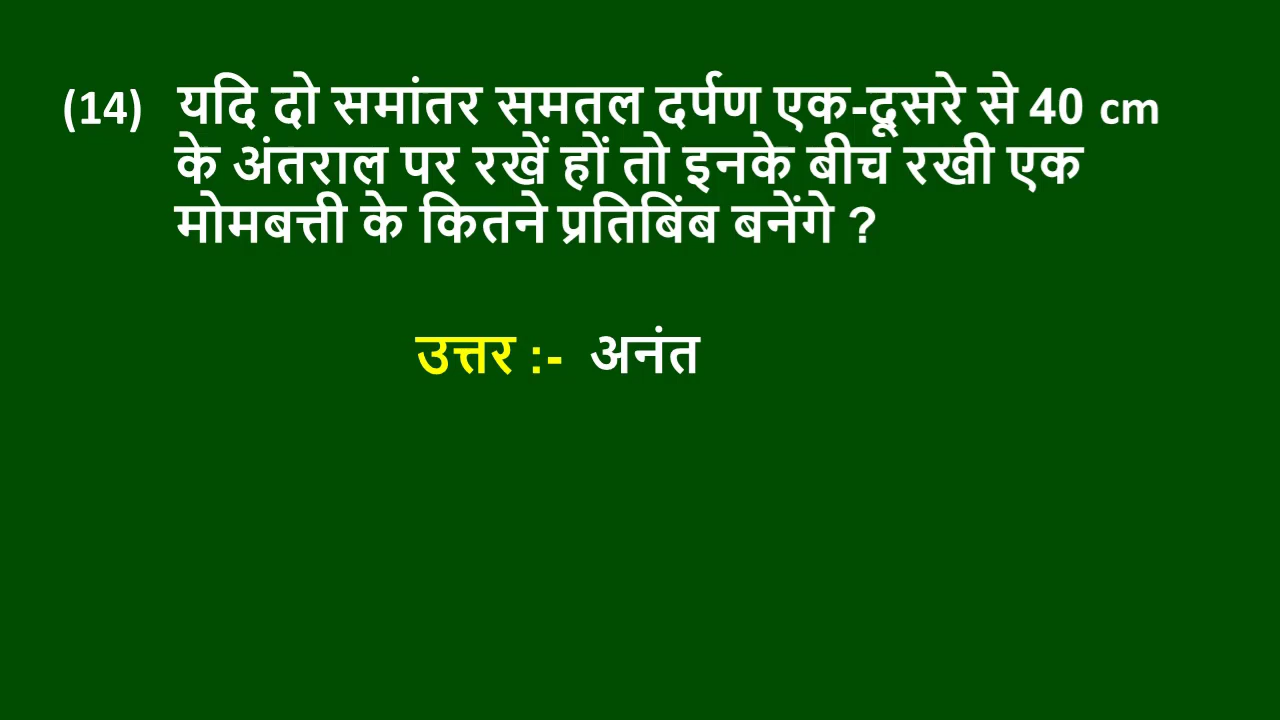 (14) यदि दो समांतर समतल दर्पण एक-दूसरे से 40 cm
के अंतराल पर रखें हों तो इनके बीच रखी एक
मोमबत्ती के कितने प्रतिबिंब बनेंगे ?
उत्तर :- अनंत